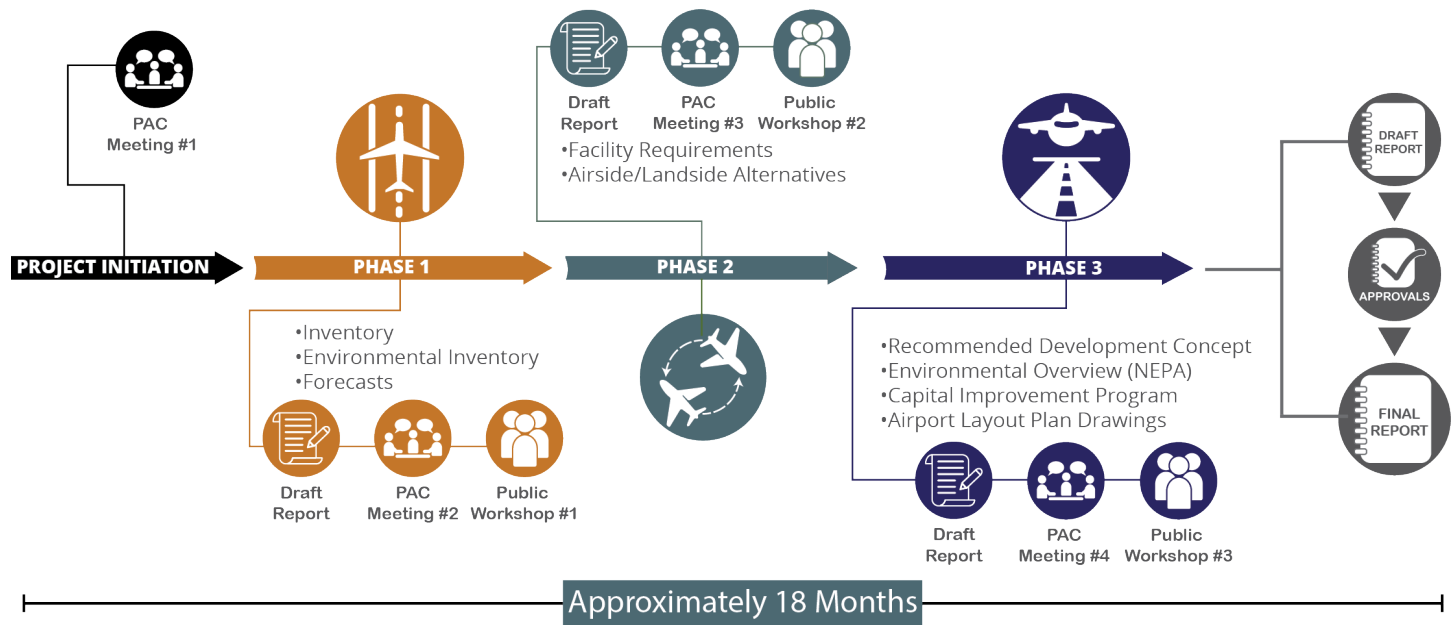 PAC
Meeting #1
PROJECT INITIATION
PHASE 1
•Inventory
•Environmental Inventory
•Forecasts
Draft
Report
PAC
Meeting #2
Public
Workshop #1
Draft
Report
PAC
Meeting #3
Public
Workshop #2
•Facility Requirements
•Airside/Landside Alternatives
PHASE 2
PHASE 3
•Recommended Development Concept
•Environmental Overview (NEPA)
•Capital Improvement Program
•Airport Layout Plan Drawings
Draft
Report
PAC
Meeting #4
Public
Workshop #3
DRAFT
REPORT
APPROVALS
FINAL
REPORT
Approximately 18 Months